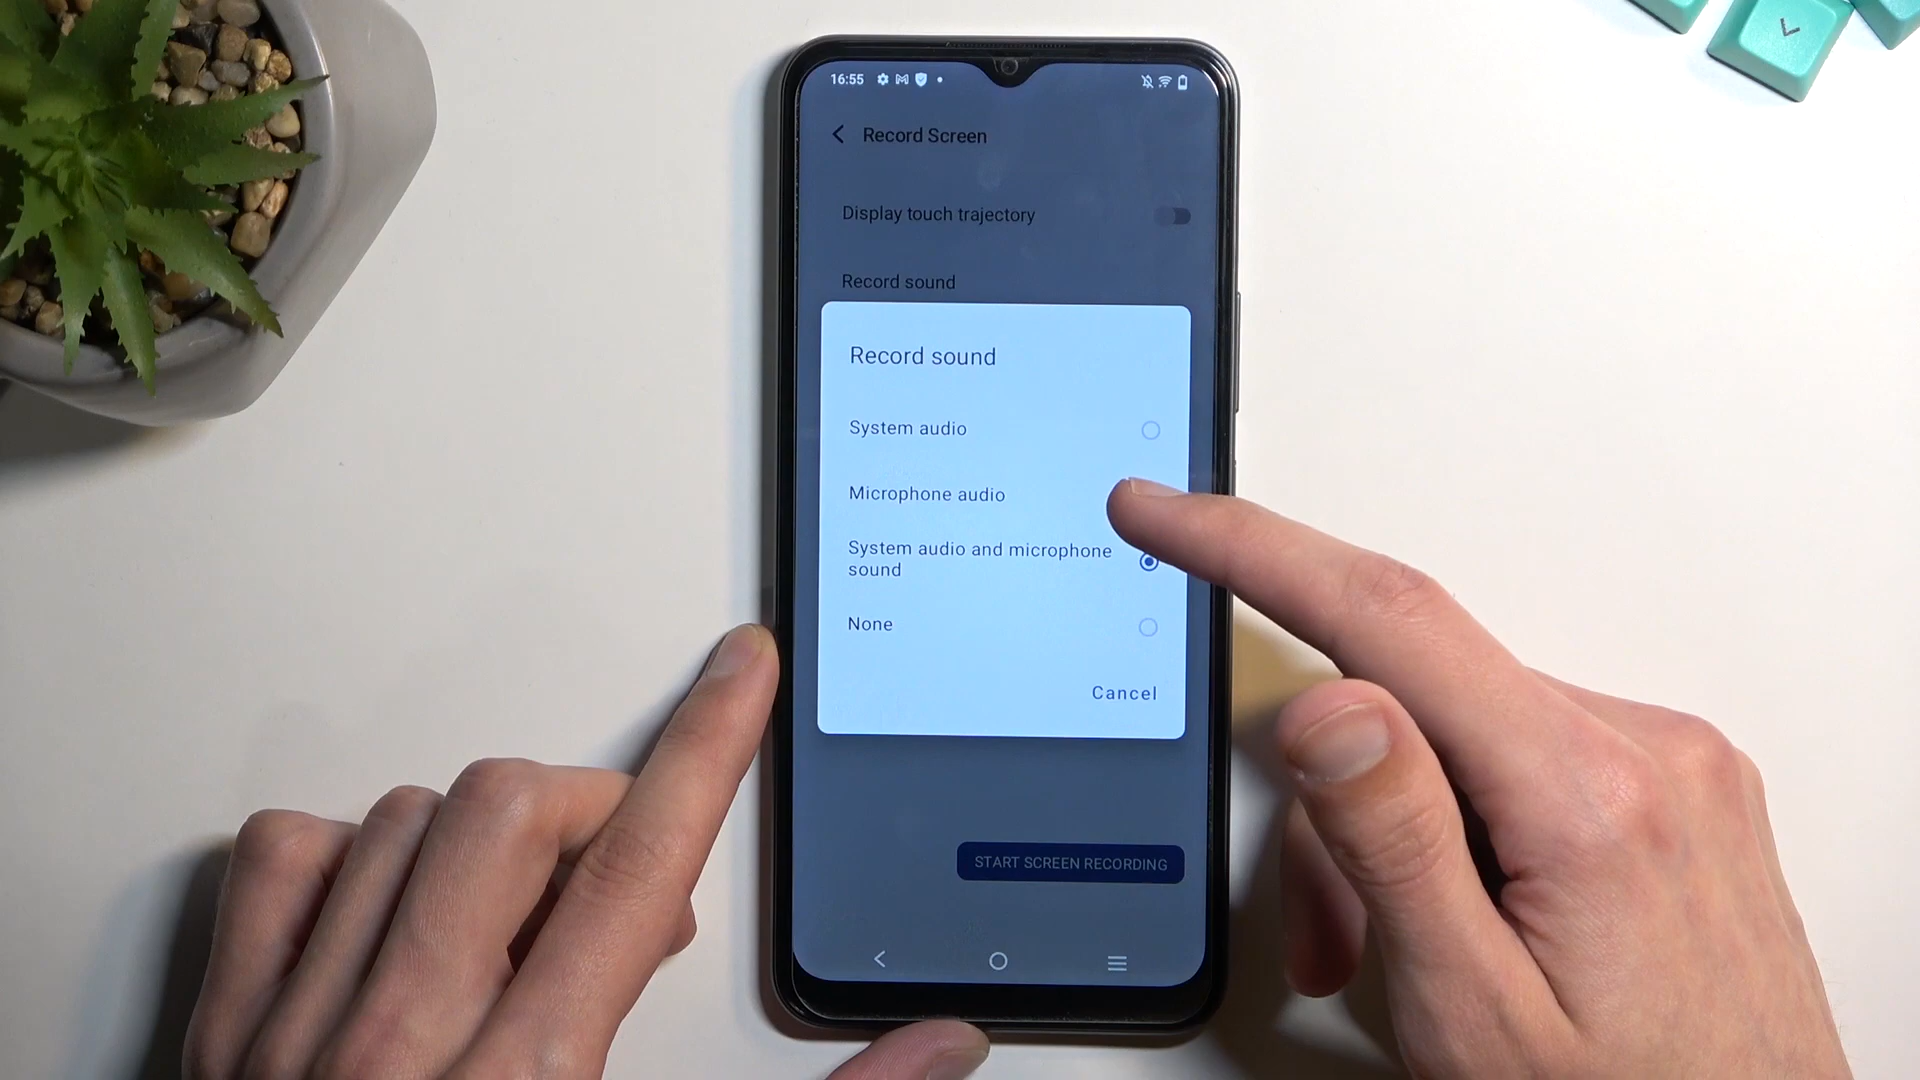 16:55
Record Screen
Display touch trajectory
Record sound
Record sound
System audio
Microphone audio
System audio and microphone
sound
None
Cancel
START SCREEN RECORDING